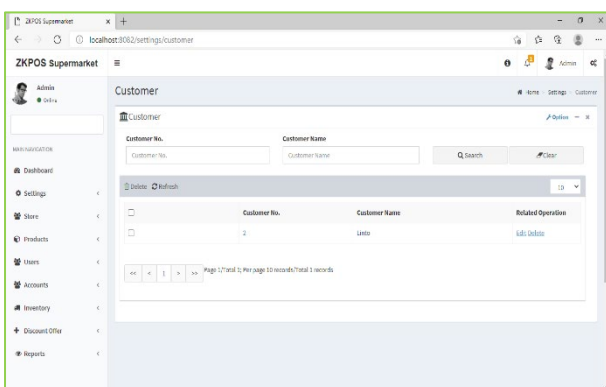 ZKPOS Supermarket
localhost:8082/settings/customer
ZKPOS Supermarket
Admin
Admin
Online
Customer
Home > Settings > Customer
Customer
Option
Customer No.
Customer Name
Customer No.
Customer Name
Search
Clear
MAIN NAVIGATION
Dashboard
Settings
Store
Products
Users
Accounts
Inventory
Discount Offer
Reports
Delete Refresh
10
Customer No. Customer Name Related Operation
2 Linto Edit Delete
<< < 1 > >> Page 1/Total 1; Per page 10 records/Total 1 records